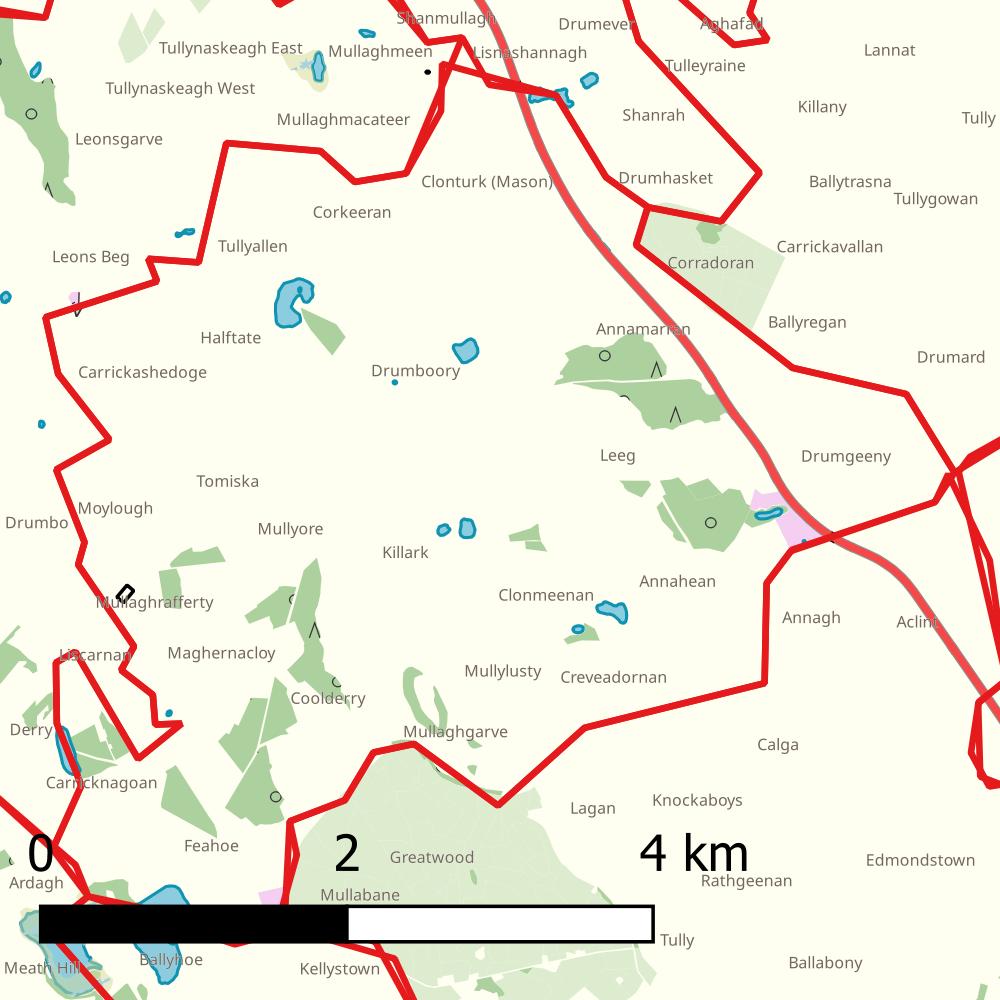 Shanmullagh
Drumever
Aghafad
Tullynaskeagh East
Mullaghmeen
Lisnashannagh
Lannat
Tulleyraine
Tullynaskeagh West
Killany
Mullaghmacateer
Shanrah
Tully
Leonsgarve
Clonturk (Mason)
Drumhasket
Ballytrasna
Tullygowan
Corkeeran
Leons Beg
Tullyallen
Carrickavallan
Corradoran
Halftate
Annamarran
Ballyregan
Carrickashedoge
Drumboory
Drumard
Leeg
Drumgeeny
Tomiska
Moylough
Drumbo
Mullyore
Killark
Mullaghrafferty
Clonmeenan
Annahean
Annagh
Aclint
Liscarnan
Maghernacloy
Mullylusty
Creveadornan
Coolderry
Derry
Mullaghgarve
Calga
Carricknagoan
Lagan
Knockaboys
Feahoe
0
2
4 km
Greatwood
Edmondstown
Ardagh
Rathgeenan
Mullabane
Tully
Meath Hill
Ballyhoe
Kellystown
Ballabony